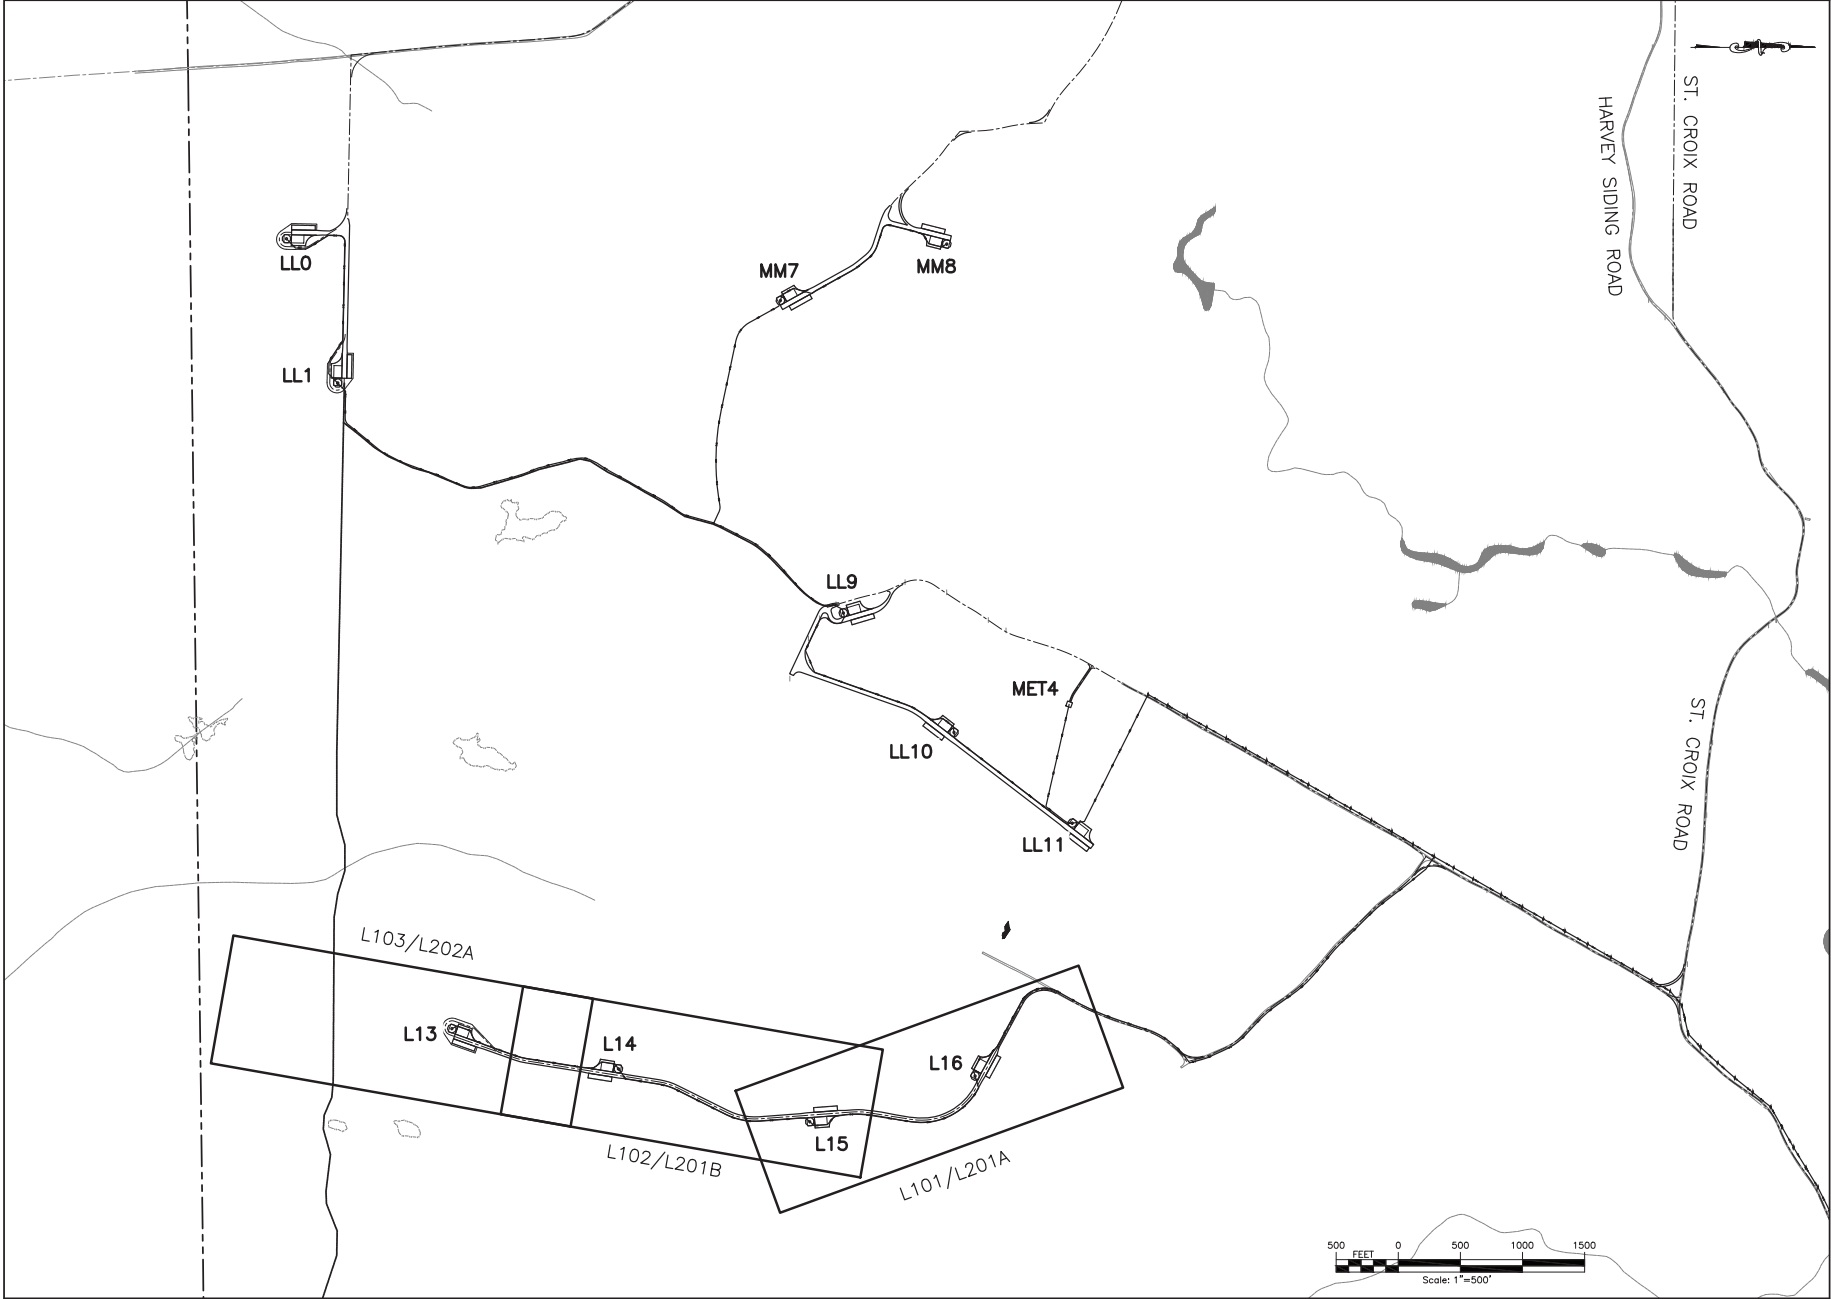 ST. CROIX ROAD
HARVEY SIDING ROAD
LL0
MM7
MM8
LL1
LL9
MET4
ST. CROIX ROAD
LL10
LL11
L103/L202A
L13
L14
L16
L15
L102/L201B
L101/L201A
500 0 500 1000 1500
FEET
Scale: 1"=500'